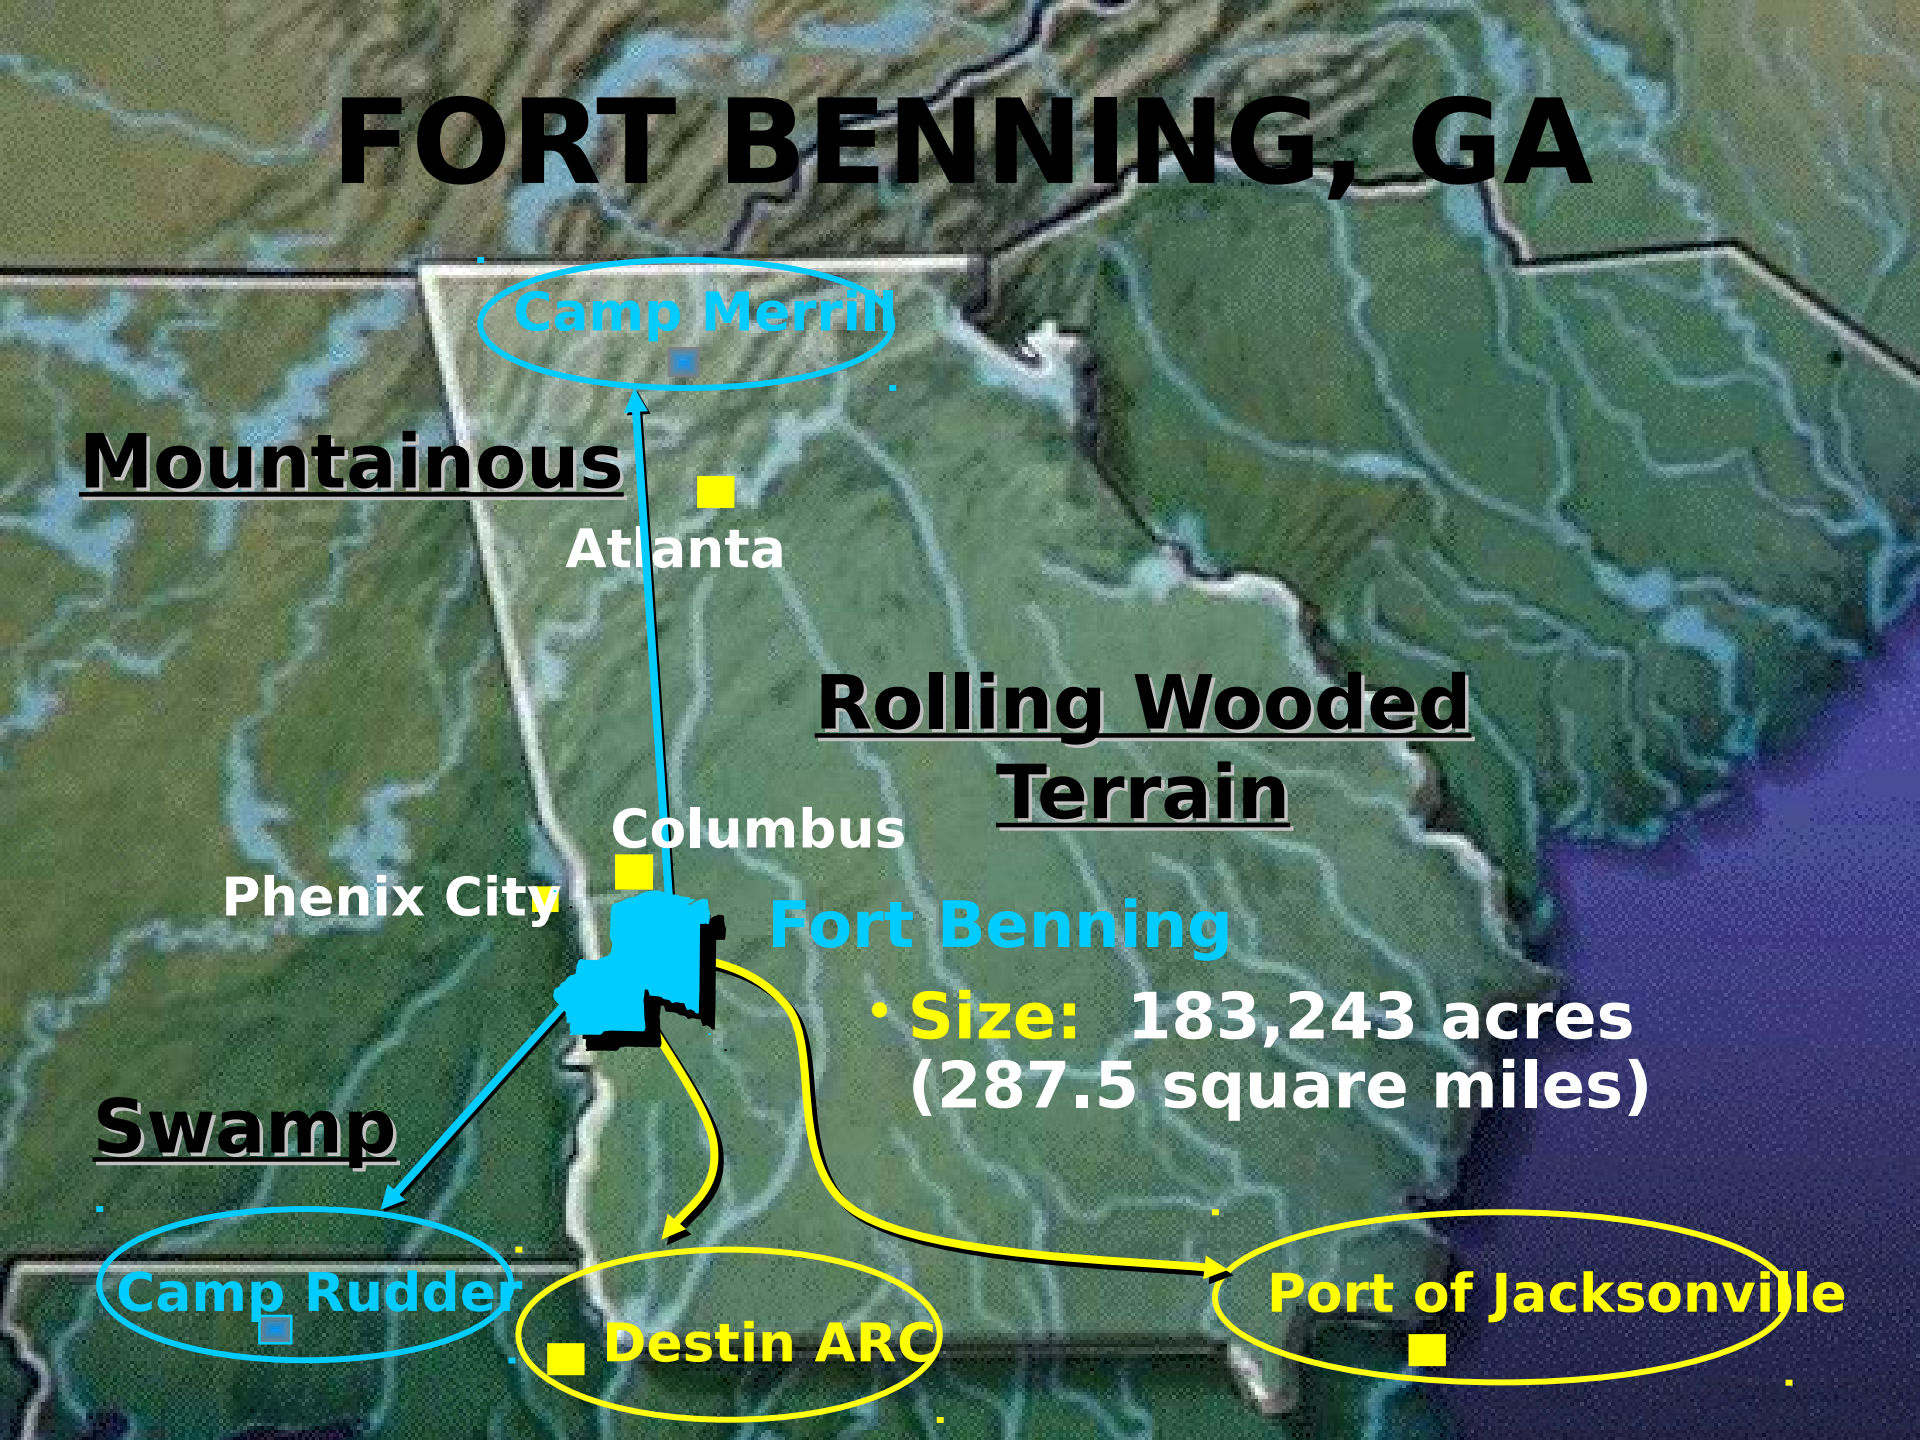 FORT BENNING, GA
Camp Merrill
Mountainous
Atlanta
Rolling Wooded
Terrain
Columbus
Phenix City
Fort Benning
• Size: 183,243 acres
(287.5 square miles)
Swamp
Camp Rudder
Port of Jacksonville
Destin ARC